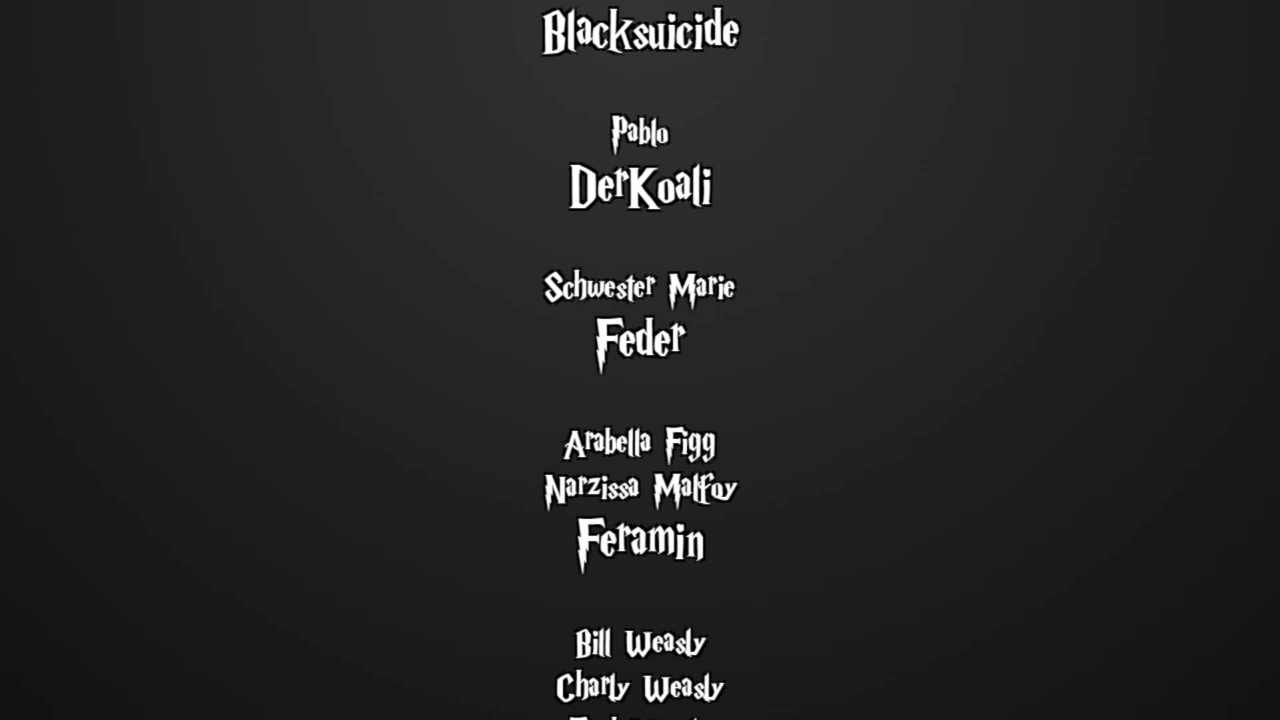 Blacksuicide
Pablo
DerKoali
Schwester Marie
Feder
Arabella Figg
Narzissa Malfoy
Feramin
Bill Weasly
Charly Weasly